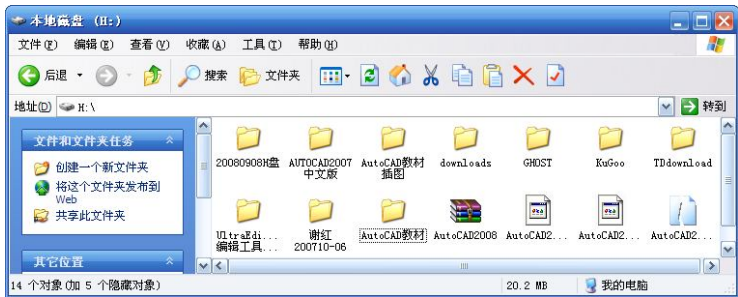 本地磁盘 (H:)
文件(F) 编辑(E) 查看(V) 收藏(A) 工具(T) 帮助(H)
后退 搜索 文件夹
地址(D) H:\ 转到
文件和文件夹任务
创建一个新文件夹
将这个文件夹发布到
Web
共享此文件夹
其它位置
20080908H盘 AUTOCAD2007 AutoCAD教材 downloads GHOST KuGoo TDdownload
中文版 插图
UltraEdi... 谢红 AutoCAD教材 AutoCAD2008 AutoCAD2... AutoCAD2... AutoCAD2...
编辑工具... 200710-06
14 个对象(加 5 个隐藏对象) 20.2 MB 我的电脑